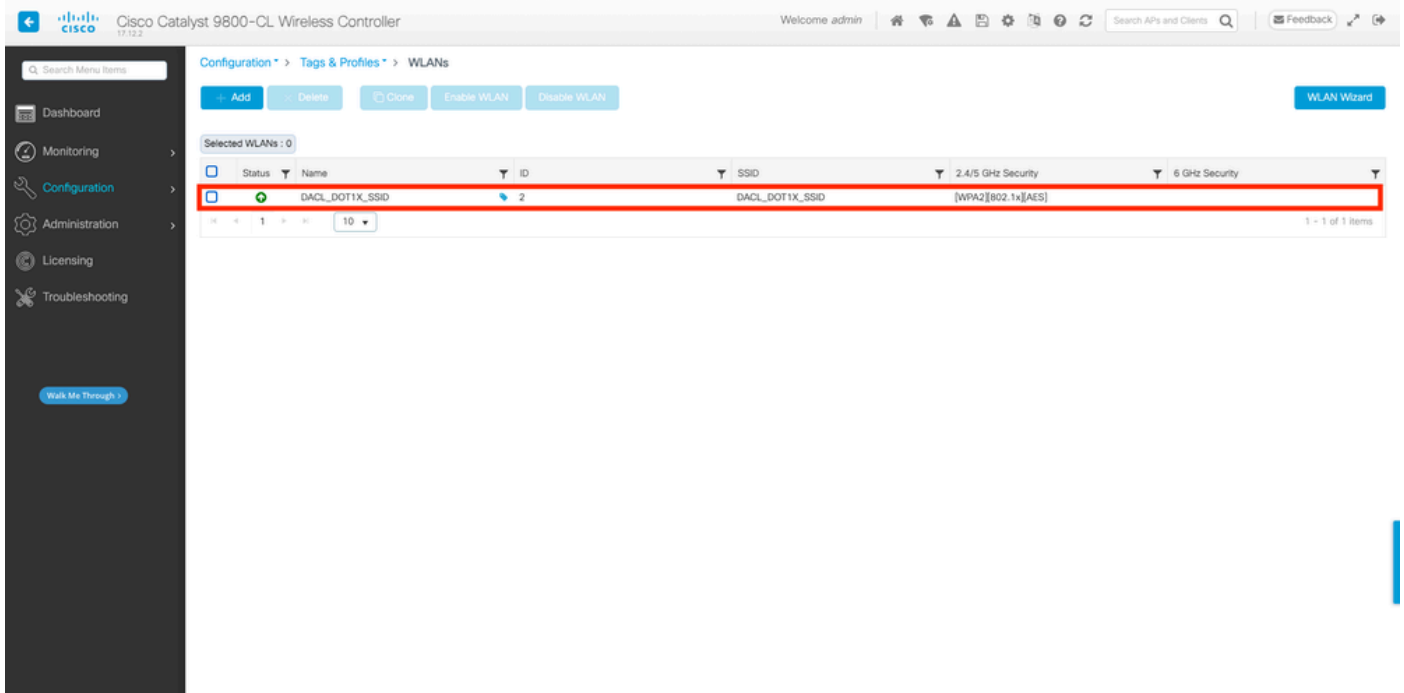 cisco
Cisco Catalyst 9800-CL Wireless Controller
17.12.2
Welcome admin
Search APs and Clients
Feedback
Search Menu Items
Dashboard
Monitoring
Configuration
Administration
Licensing
Troubleshooting
Walk Me Through >
Configuration > Tags & Profiles > WLANs
+ Add
Delete
Clone
Enable WLAN
Disable WLAN
WLAN Wizard
Selected WLANs : 0
Status Name ID SSID 2.4/5 GHz Security 6 GHz Security
DACL_DOT1X_SSID 2 DACL_DOT1X_SSID [WPA2][802.1x][AES]
1 10 1 - 1 of 1 items